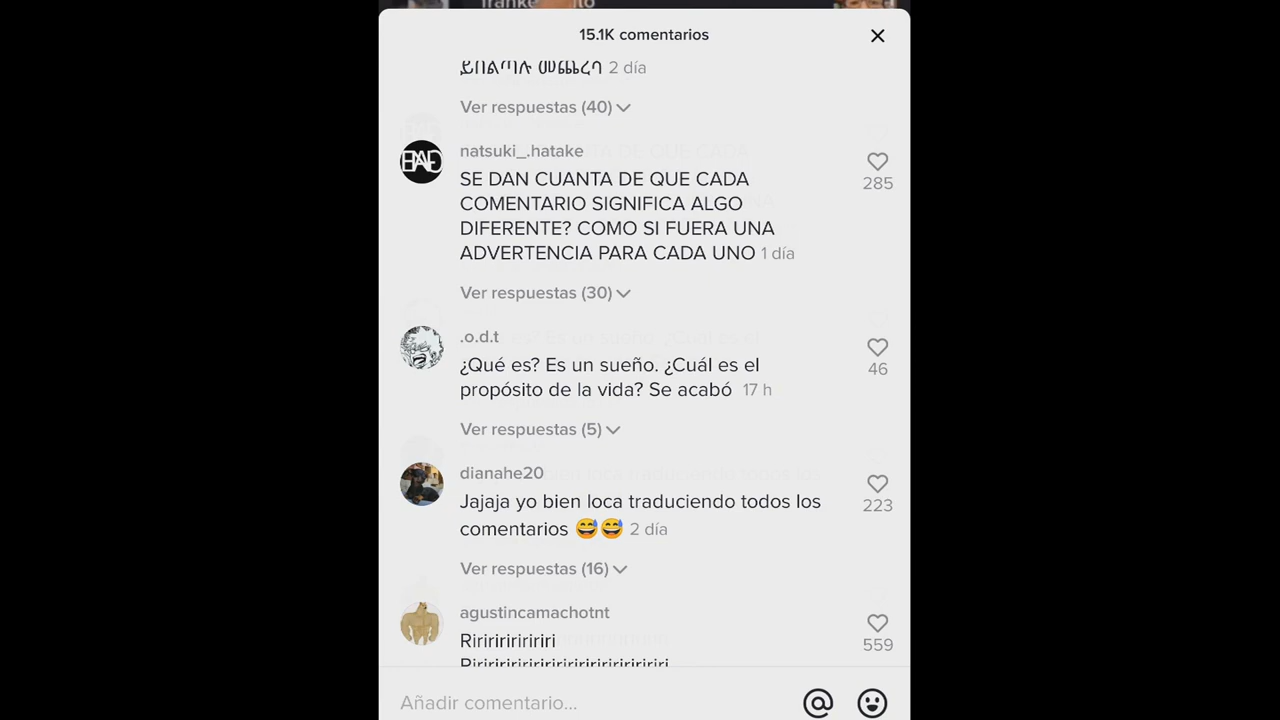 15.1K comentarios
2 día
Ver respuestas (40)
natsuki_.hatake
SE DAN CUANTA DE QUE CADA
COMENTARIO SIGNIFICA ALGO
DIFERENTE? COMO SI FUERA UNA
ADVERTENCIA PARA CADA UNO 1 día
285
Ver respuestas (30)
.o.d.t
¿Qué es? Es un sueño. ¿Cuál es el
propósito de la vida? Se acabó 17 h
46
Ver respuestas (5)
dianahe20
Jajaja yo bien loca traduciendo todos los
comentarios 😅😅 2 día
223
Ver respuestas (16)
agustincamachotnt
Riririririririri
559
Añadir comentario...